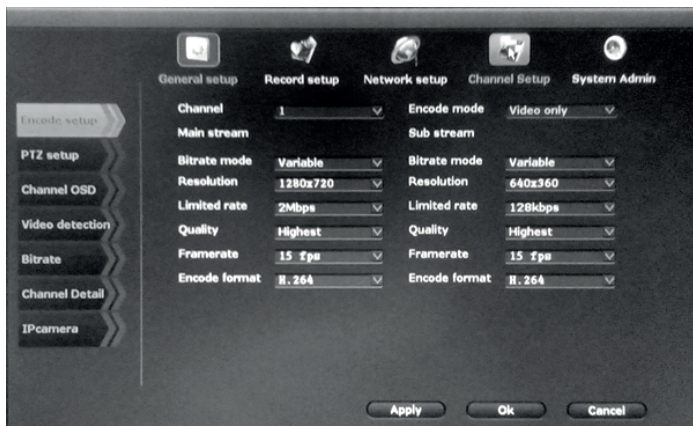 General setup Record setup Network setup Channel Setup System Admin
Encode setup
PTZ setup
Channel OSD
Video detection
Bitrate
Channel Detail
IPcamera
Channel 1 Encode mode Video only
Main stream Sub stream
Bitrate mode Variable Bitrate mode Variable
Resolution 1280x720 Resolution 640x360
Limited rate 2Mbps Limited rate 128kbps
Quality Highest Quality Highest
Framerate 15 fps Framerate 15 fps
Encode format H.264 Encode format H.264
Apply Ok Cancel